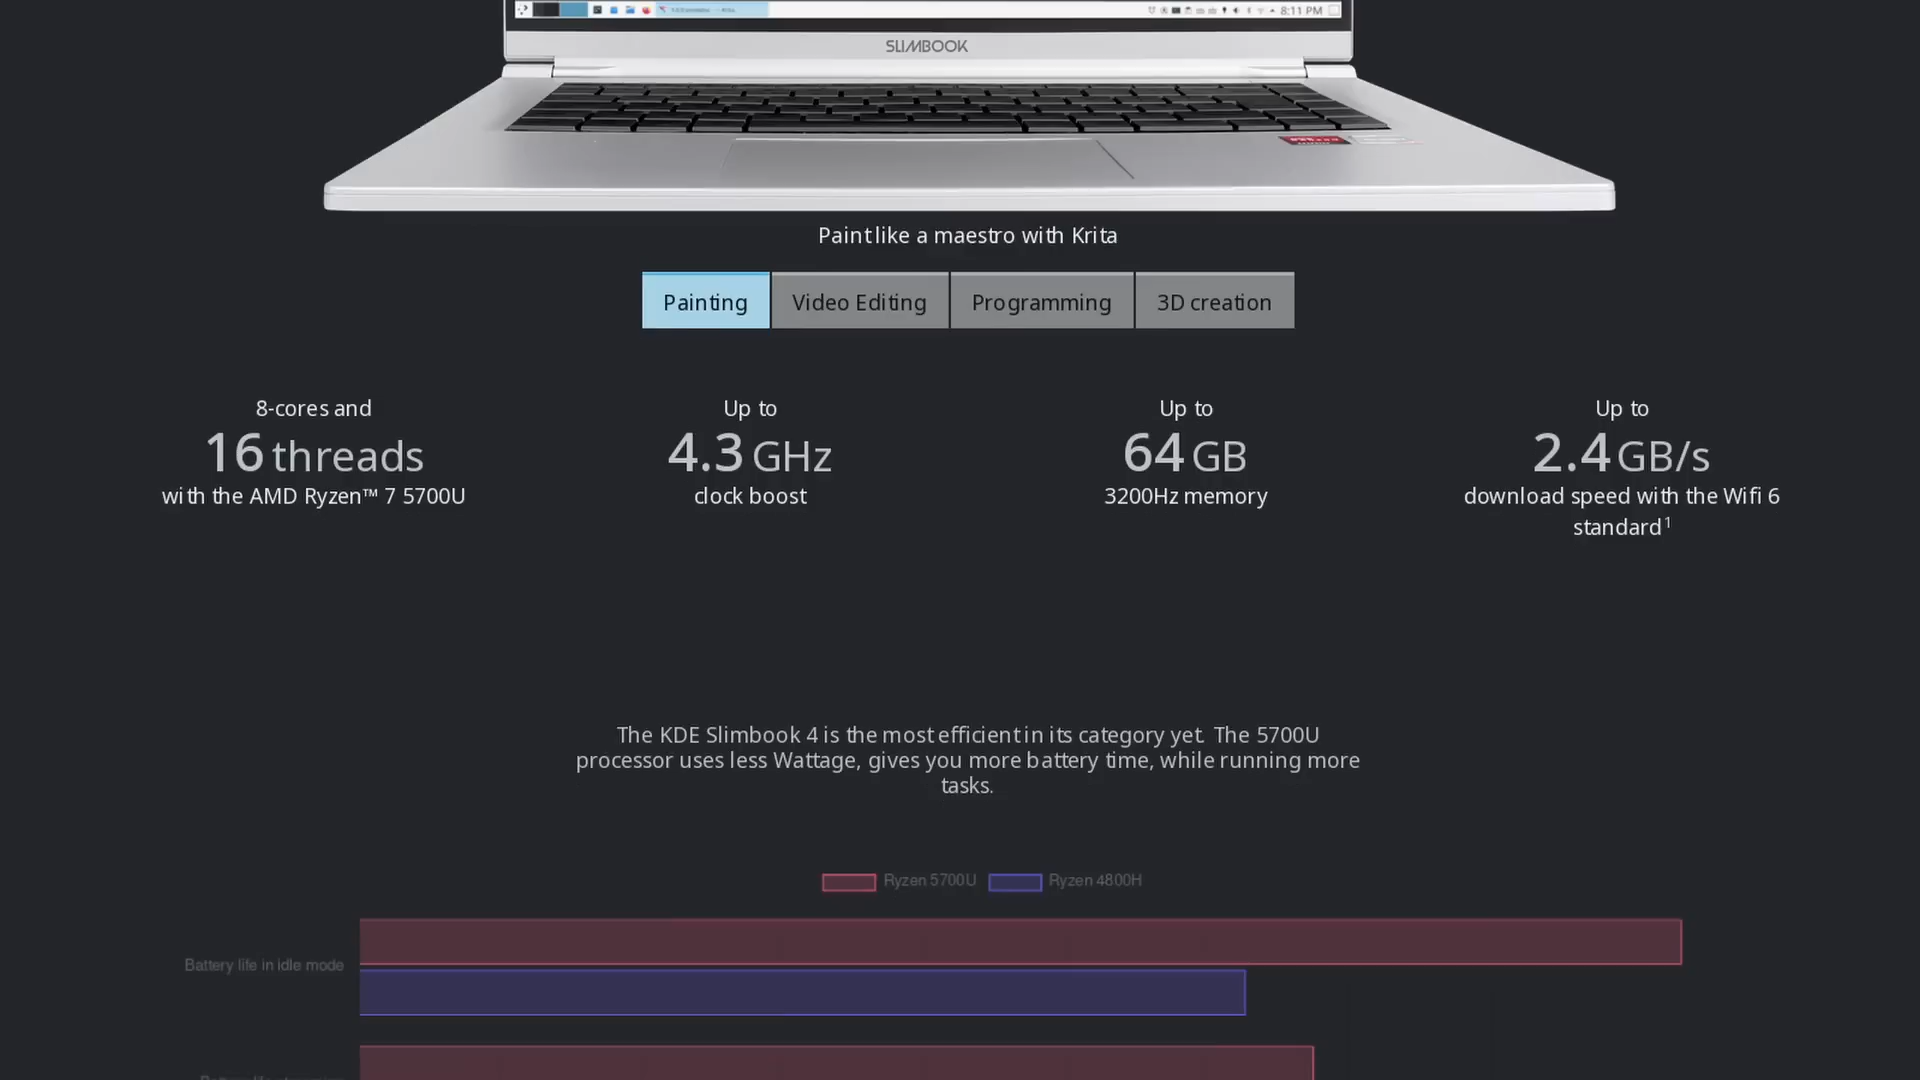 8:11 PM
SLIMBOOK
Paint like a maestro with Krita
Painting
Video Editing
Programming
3D creation
8-cores and
16 threads
with the AMD Ryzen™ 7 5700U
Up to
4.3 GHz
clock boost
Up to
64 GB
3200Hz memory
Up to
2.4 GB/s
download speed with the Wifi 6
standard¹
The KDE Slimbook 4 is the most efficient in its category yet. The 5700U
processor uses less Wattage, gives you more battery time, while running more
tasks.
Ryzen 5700U
Ryzen 4800H
Battery life in idle mode